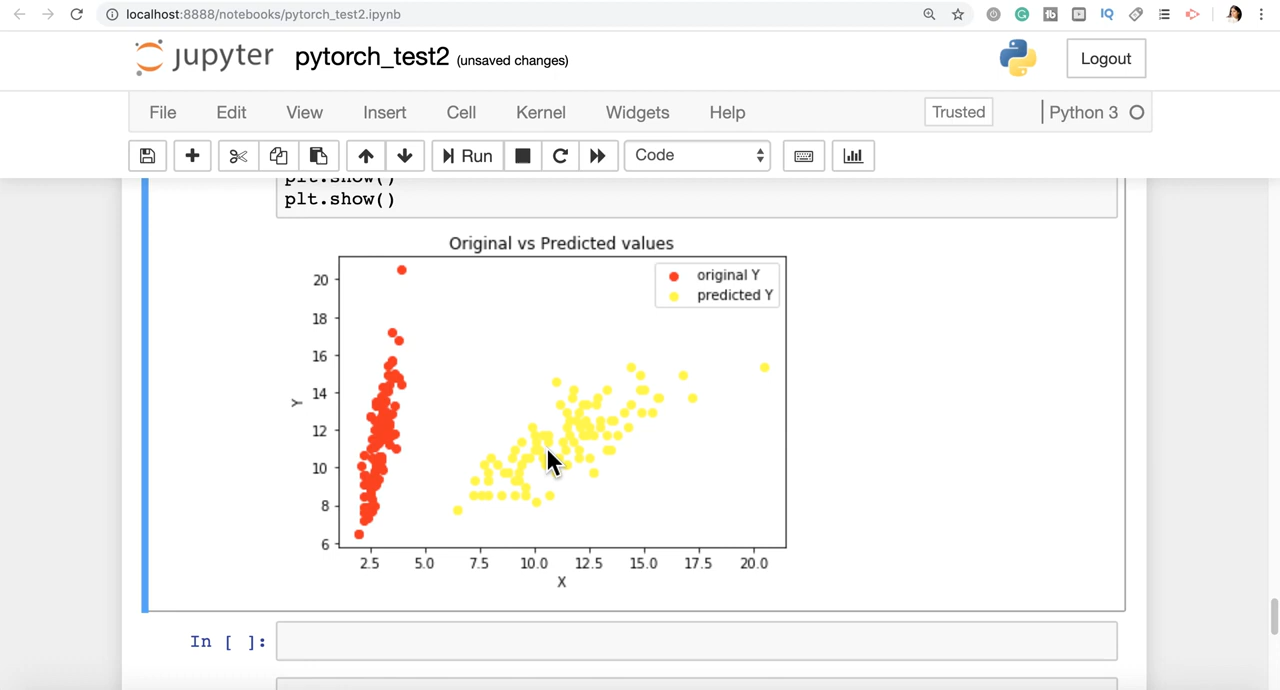 localhost:8888/notebooks/pytorch_test2.ipynb
jupyter pytorch_test2 (unsaved changes)
Logout
File Edit View Insert Cell Kernel Widgets Help Trusted Python 3
Run Code
plt.show()
plt.show()
Original vs Predicted values
original Y
predicted Y
20
18
16
14
12
10
8
6
Y
2.5 5.0 7.5 10.0 12.5 15.0 17.5 20.0
X
In [ ]: